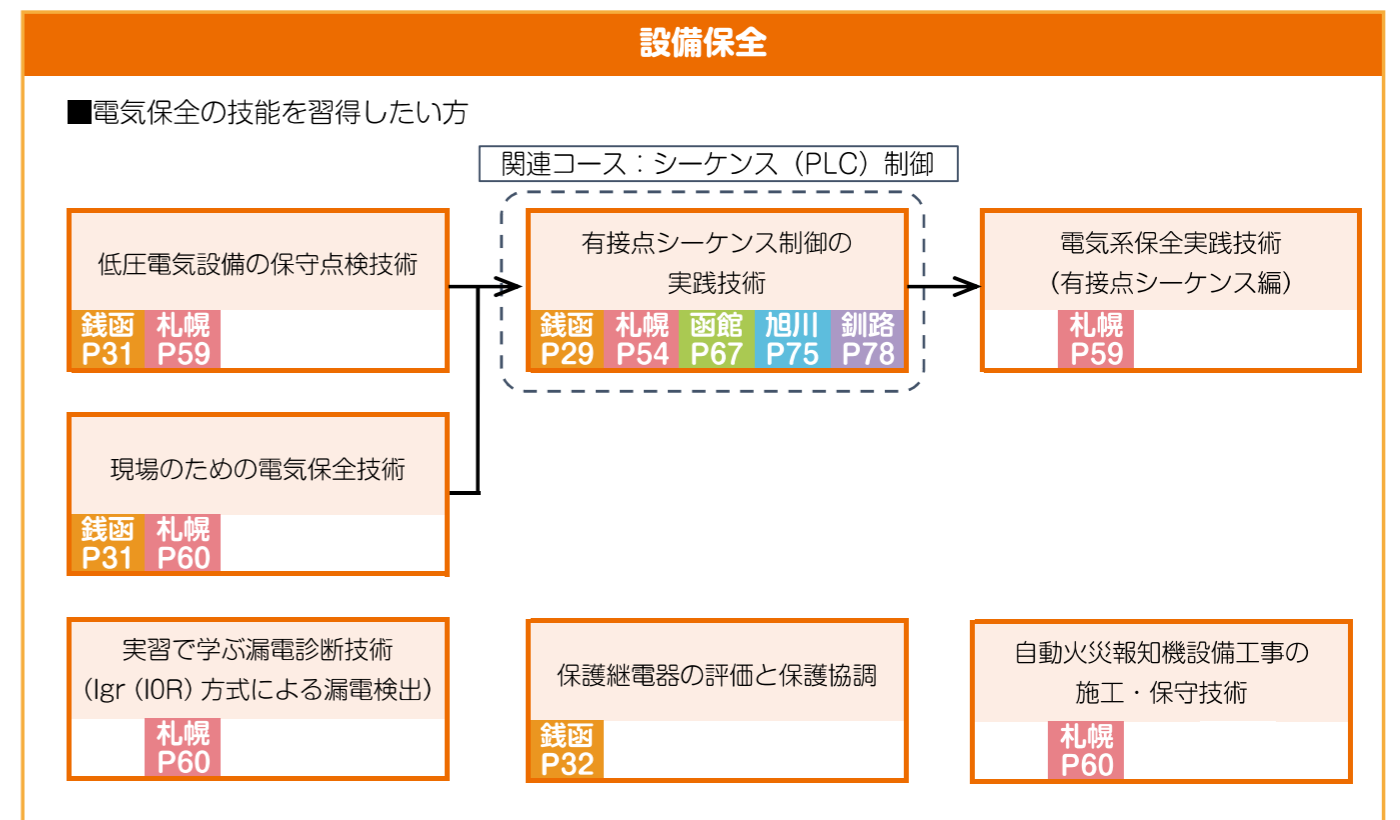 設備保全
■電気保全の技能を習得したい方
関連コース：シーケンス（PLC）制御
低圧電気設備の保守点検技術
銭函 札幌
P31 P59
有接点シーケンス制御の
実践技術
銭函 札幌 函館 旭川 釧路
P29 P54 P67 P75 P78
電気系保全実践技術
（有接点シーケンス編）
札幌
P59
現場のための電気保全技術
銭函 札幌
P31 P60
実習で学ぶ漏電診断技術
（Igr（I0R）方式による漏電検出）
札幌
P60
保護継電器の評価と保護協調
銭函
P32
自動火災報知機設備工事の
施工・保守技術
札幌
P60